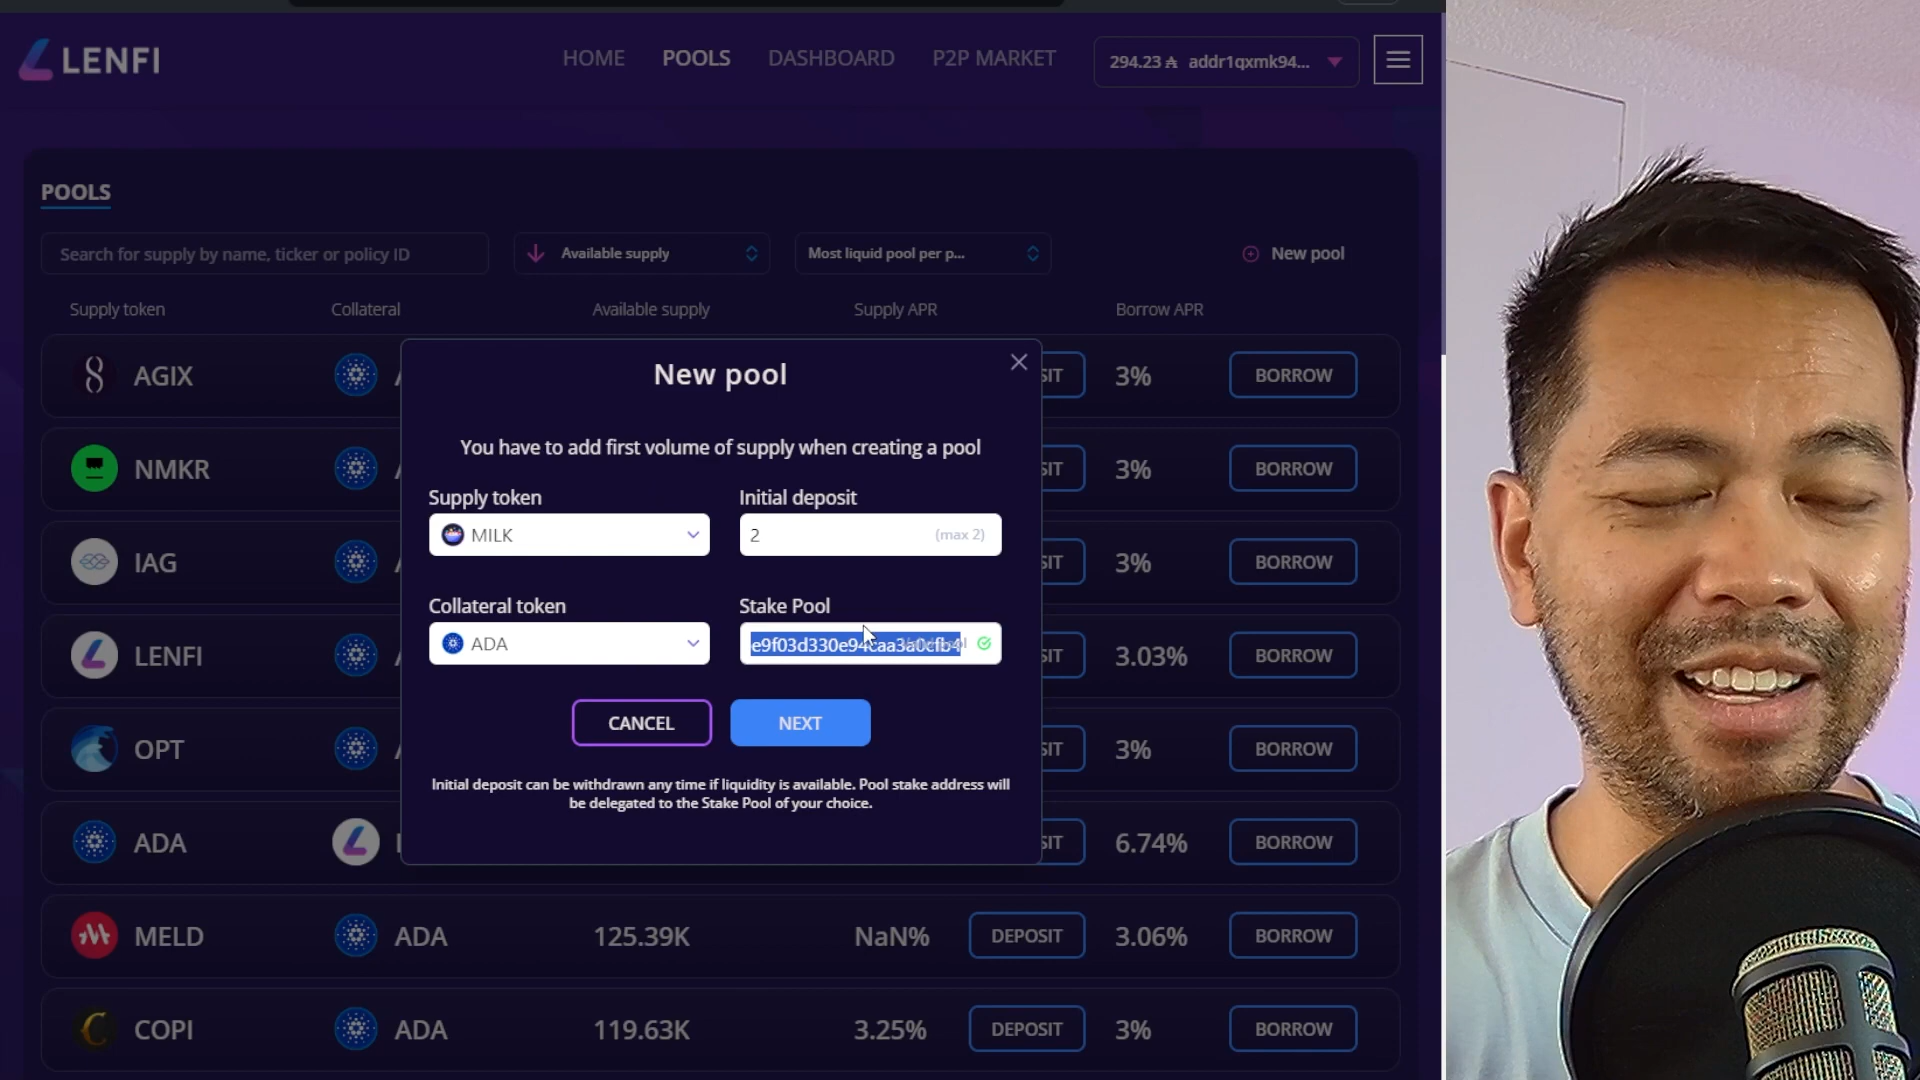 LENFI
HOME POOLS DASHBOARD P2P MARKET 294.23 ₳ addr1qxmk94...
POOLS
Search for supply by name, ticker or policy ID Available supply Most liquid pool per p... New pool
Supply token Collateral Available supply Supply APR Borrow APR
AGIX 3% BORROW
NMKR 3% BORROW
IAG 3% BORROW
LENFI 3.03% BORROW
OPT 3% BORROW
ADA 6.74% BORROW
MELD ADA 125.39K NaN% DEPOSIT 3.06% BORROW
COPI ADA 119.63K 3.25% DEPOSIT 3% BORROW
New pool
You have to add first volume of supply when creating a pool
Supply token Initial deposit
MILK 2 (max 2)
Collateral token Stake Pool
ADA
CANCEL NEXT
Initial deposit can be withdrawn any time if liquidity is available. Pool stake address will
be delegated to the Stake Pool of your choice.